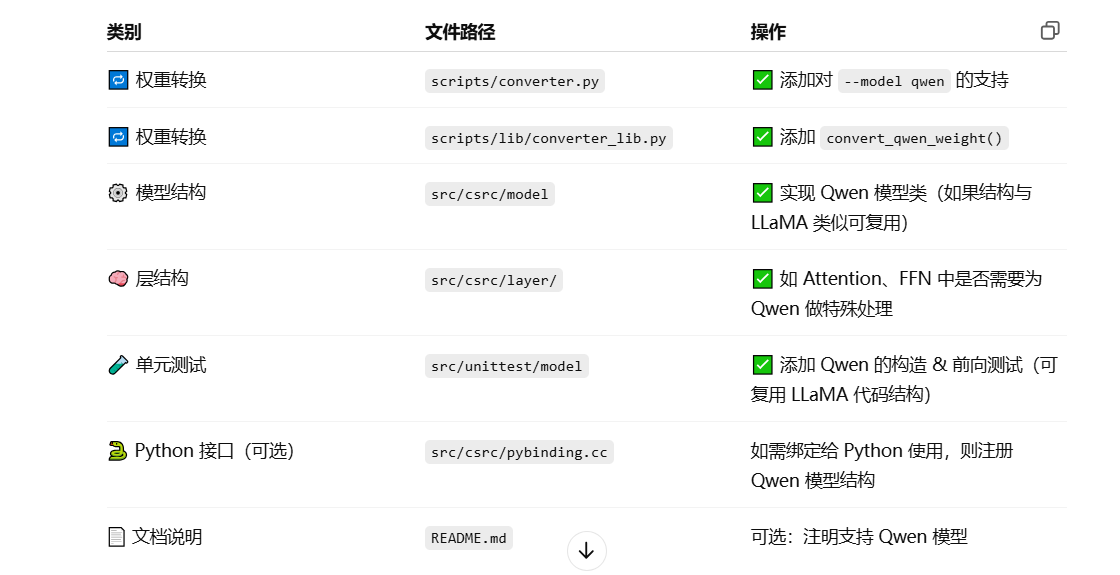 类别 文件路径 操作
权重转换 scripts/converter.py ✅ 添加对 --model qwen 的支持
权重转换 scripts/lib/converter_lib.py ✅ 添加 convert_qwen_weight()
模型结构 src/csrc/model ✅ 实现 Qwen 模型类（如果结构与
LLaMA 类似可复用）
层结构 src/csrc/layer/ ✅ 如 Attention、FFN 中是否需要为
Qwen 做特殊处理
单元测试 src/unittest/model ✅ 添加 Qwen 的构造 & 前向测试（可
复用 LLaMA 代码结构）
Python 接口（可选） src/csrc/pybinding.cc 如需绑定给 Python 使用，则注册
Qwen 模型结构
文档说明 README.md 可选：注明支持 Qwen 模型